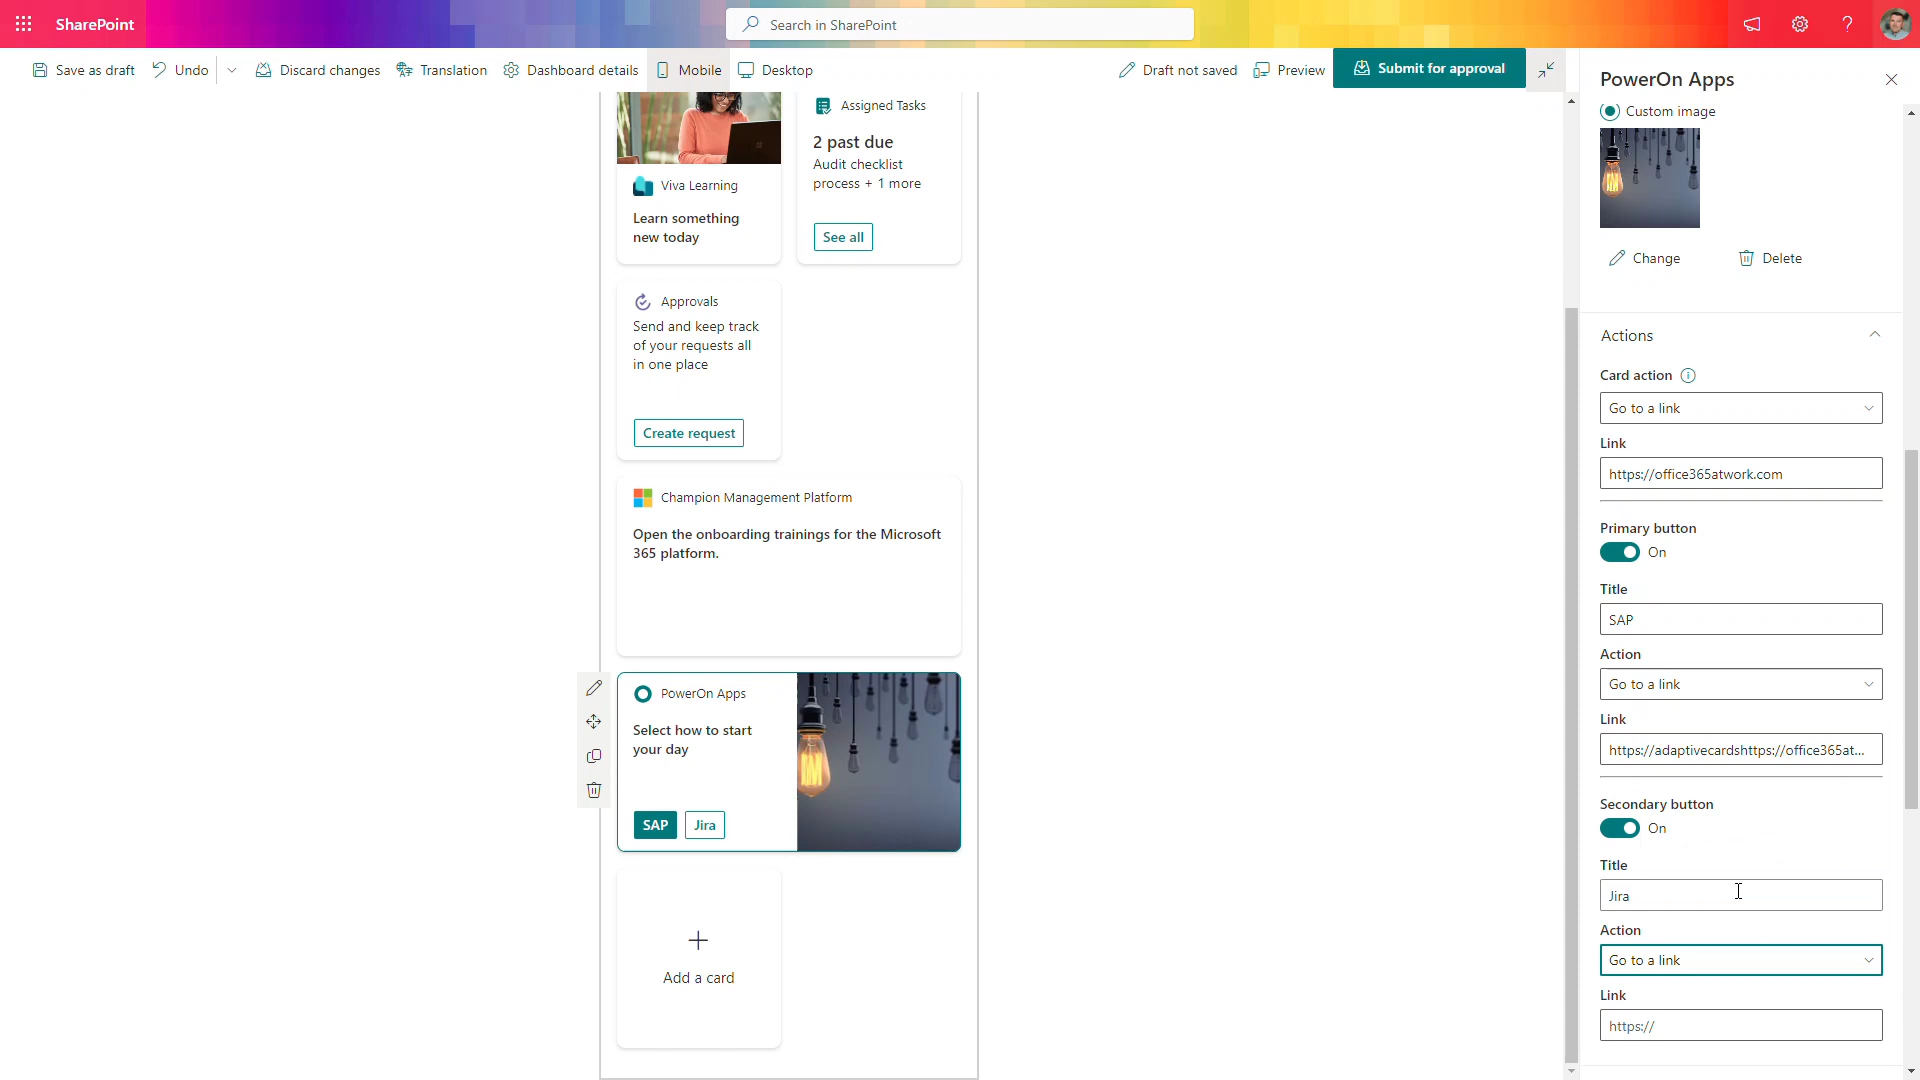 SharePoint
Search in SharePoint
Save as draft
Undo
Discard changes
Translation
Dashboard details
Mobile
Desktop
Draft not saved
Preview
Submit for approval
Viva Learning
Learn something
new today
Assigned Tasks
2 past due
Audit checklist
process + 1 more
See all
Approvals
Send and keep track
of your requests all
in one place
Create request
Champion Management Platform
Open the onboarding trainings for the Microsoft
365 platform.
PowerOn Apps
Select how to start
your day
SAP
Jira
Add a card
PowerOn Apps
Custom image
Change
Delete
Actions
Card action
Go to a link
Link
https://office365atwork.com
Primary button
On
Title
SAP
Action
Go to a link
Link
https://adaptivecardshttps://office365at...
Secondary button
On
Title
Jira
Action
Go to a link
Link
https://